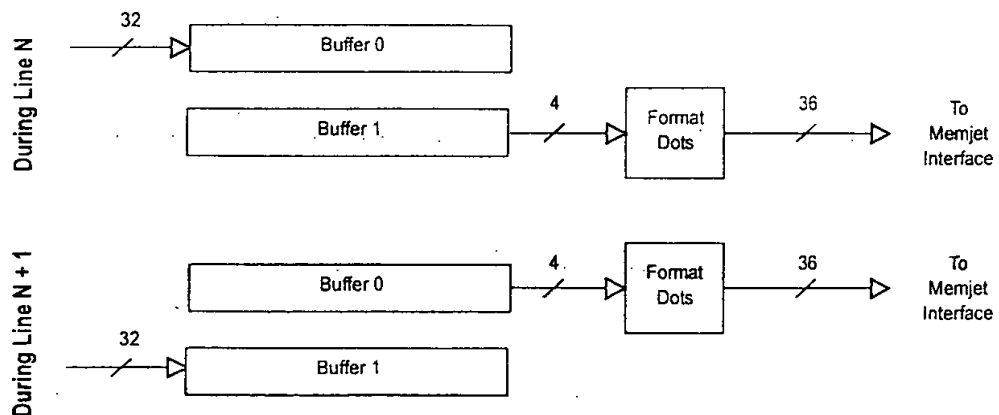 During Line N
32
Buffer 0
Buffer 1
4
Format
Dots
36
To
Memjet
Interface
During Line N + 1
Buffer 0
4
Format
Dots
36
To
Memjet
Interface
32
Buffer 1